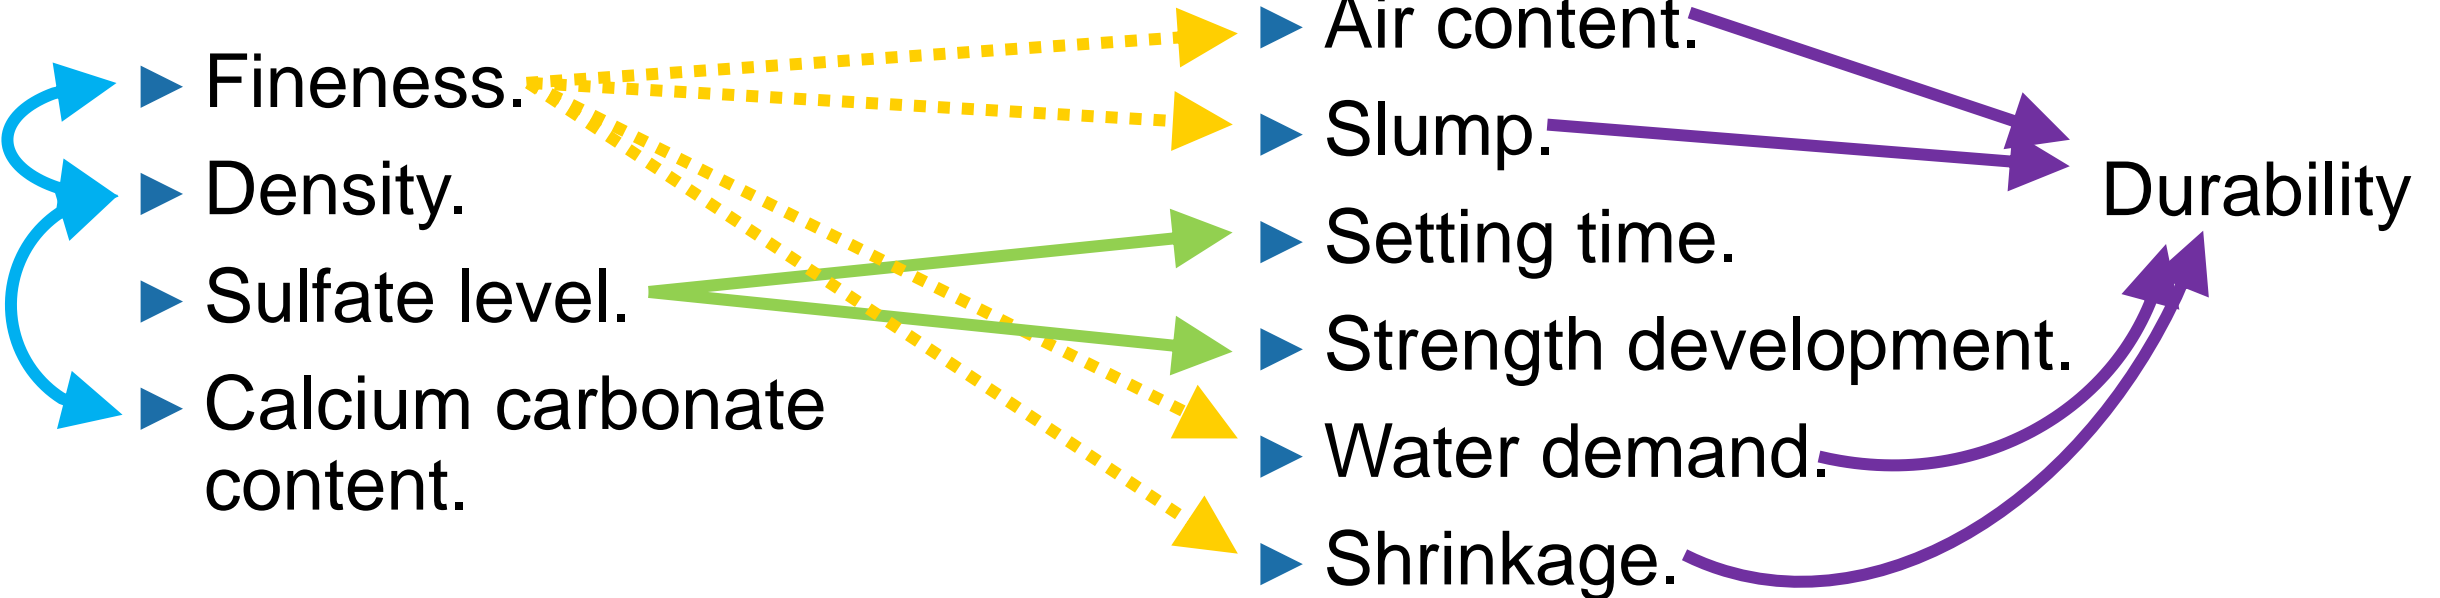 Fineness.
Density.
Sulfate level.
Calcium carbonate
content.
Air content.
Slump.
Setting time.
Strength development.
Water demand.
Shrinkage.
Durability